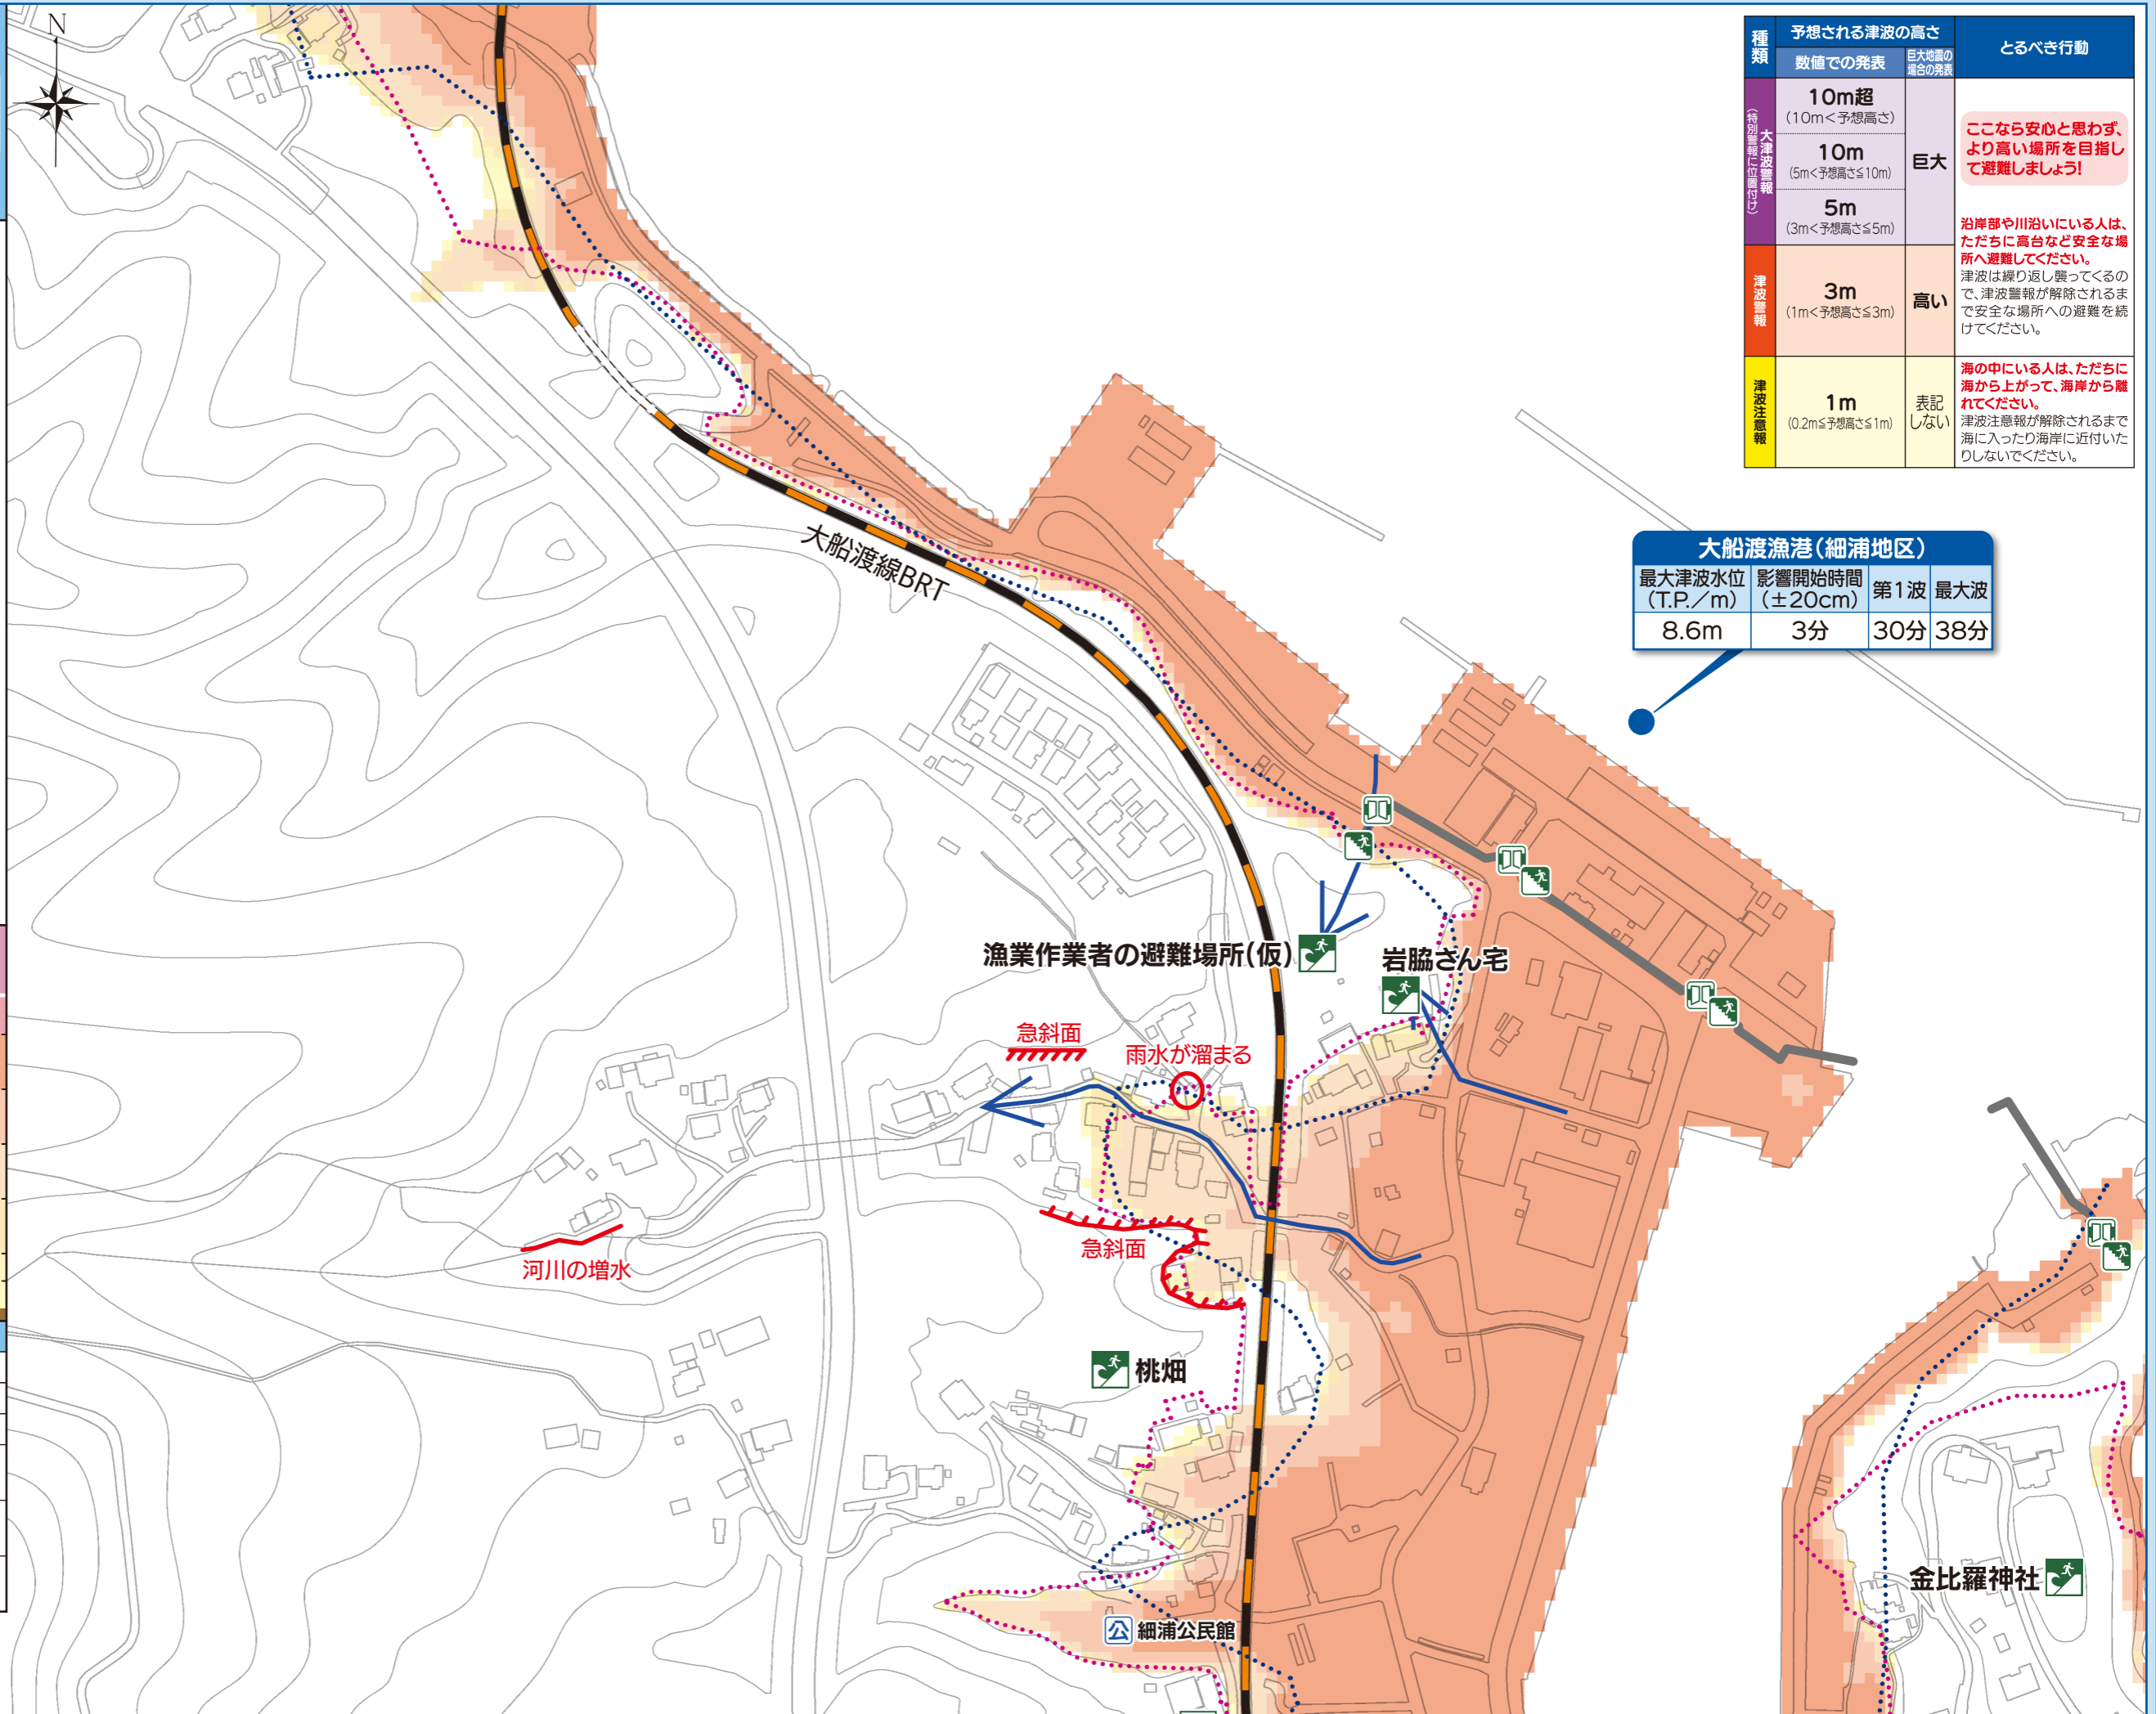 N
種類
予想される津波の高さ
とるべき行動
数値での発表
巨大地震の
場合の発表
大津波警報
（特別警報に位置付け）
10m超
（10m＜予想高さ）
10m
（5m＜予想高さ≦10m）
5m
（3m＜予想高さ≦5m）
巨大
ここなら安心と思わず、
より高い場所を目指し
て避難しましょう！
沿岸部や川沿いにいる人は、
ただちに高台など安全な場
所へ避難してください。
津波は繰り返し襲ってくるの
で、津波警報が解除されるま
で安全な場所への避難を続
けてください。
津波警報
3m
（1m＜予想高さ≦3m）
高い
津波注意報
1m
（0.2m≦予想高さ≦1m）
表記
しない
海の中にいる人は、ただちに
海から上がって、海岸から離
れてください。
津波注意報が解除されるまで
海に入ったり海岸に近付いた
りしないでください。
大船渡漁港（細浦地区）
最大津波水位
（T.P.／m）
影響開始時間
（±20cm）
第1波
最大波
8.6m
3分
30分
38分
大船渡線BRT
漁業作業者の避難場所(仮)
岩脇さん宅
急斜面
雨水が溜まる
急斜面
河川の増水
桃畑
金比羅神社
公 細浦公民館